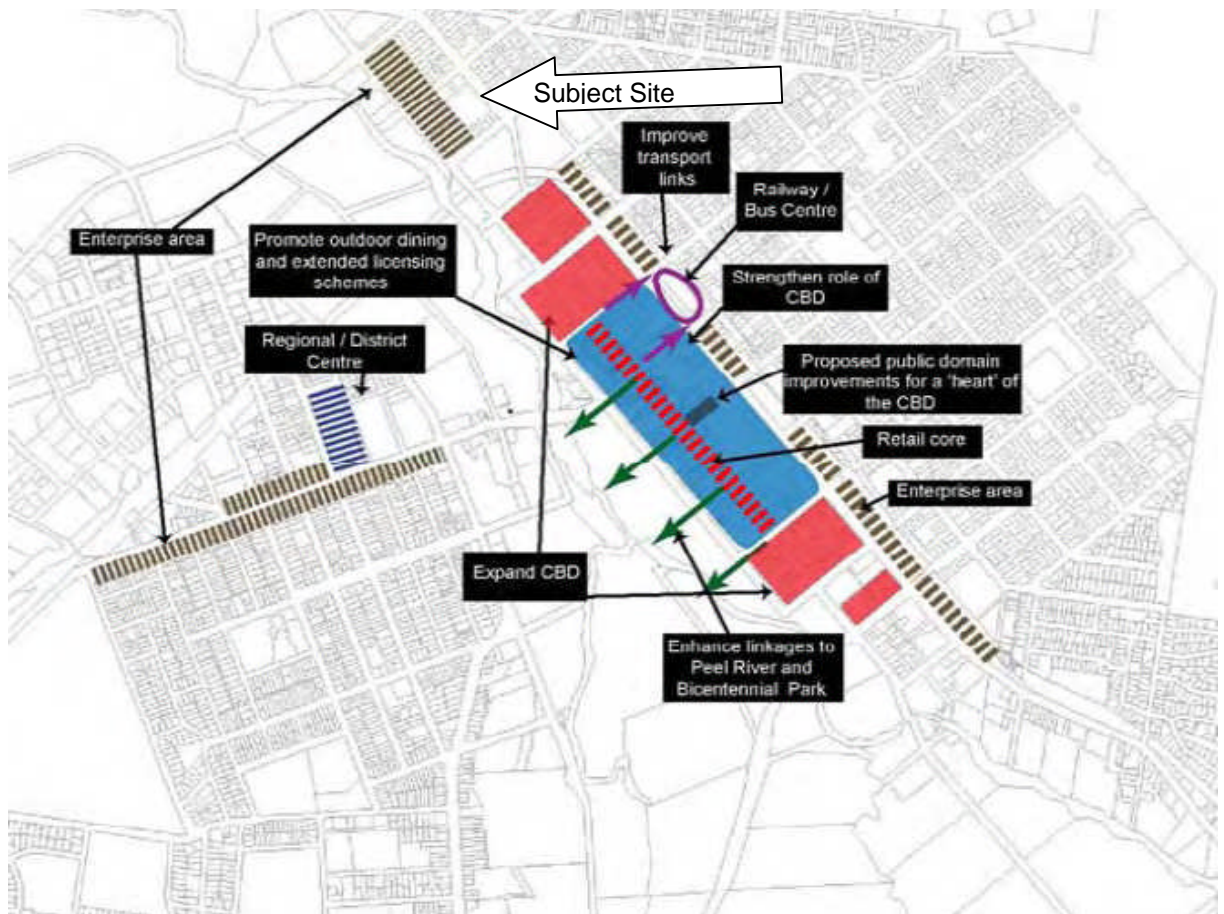 Subject Site
Improve
transport
links
Railway /
Bus Centre
Enterprise area
Promote outdoor dining
and extended licensing
schemes
Strengthen role of
CBD
Regional / District
Centre
Proposed public domain
improvements for a 'heart' of
the CBD
Retail core
Enterprise area
Expand CBD
Enhance linkages to
Peel River and
Bicentennial Park